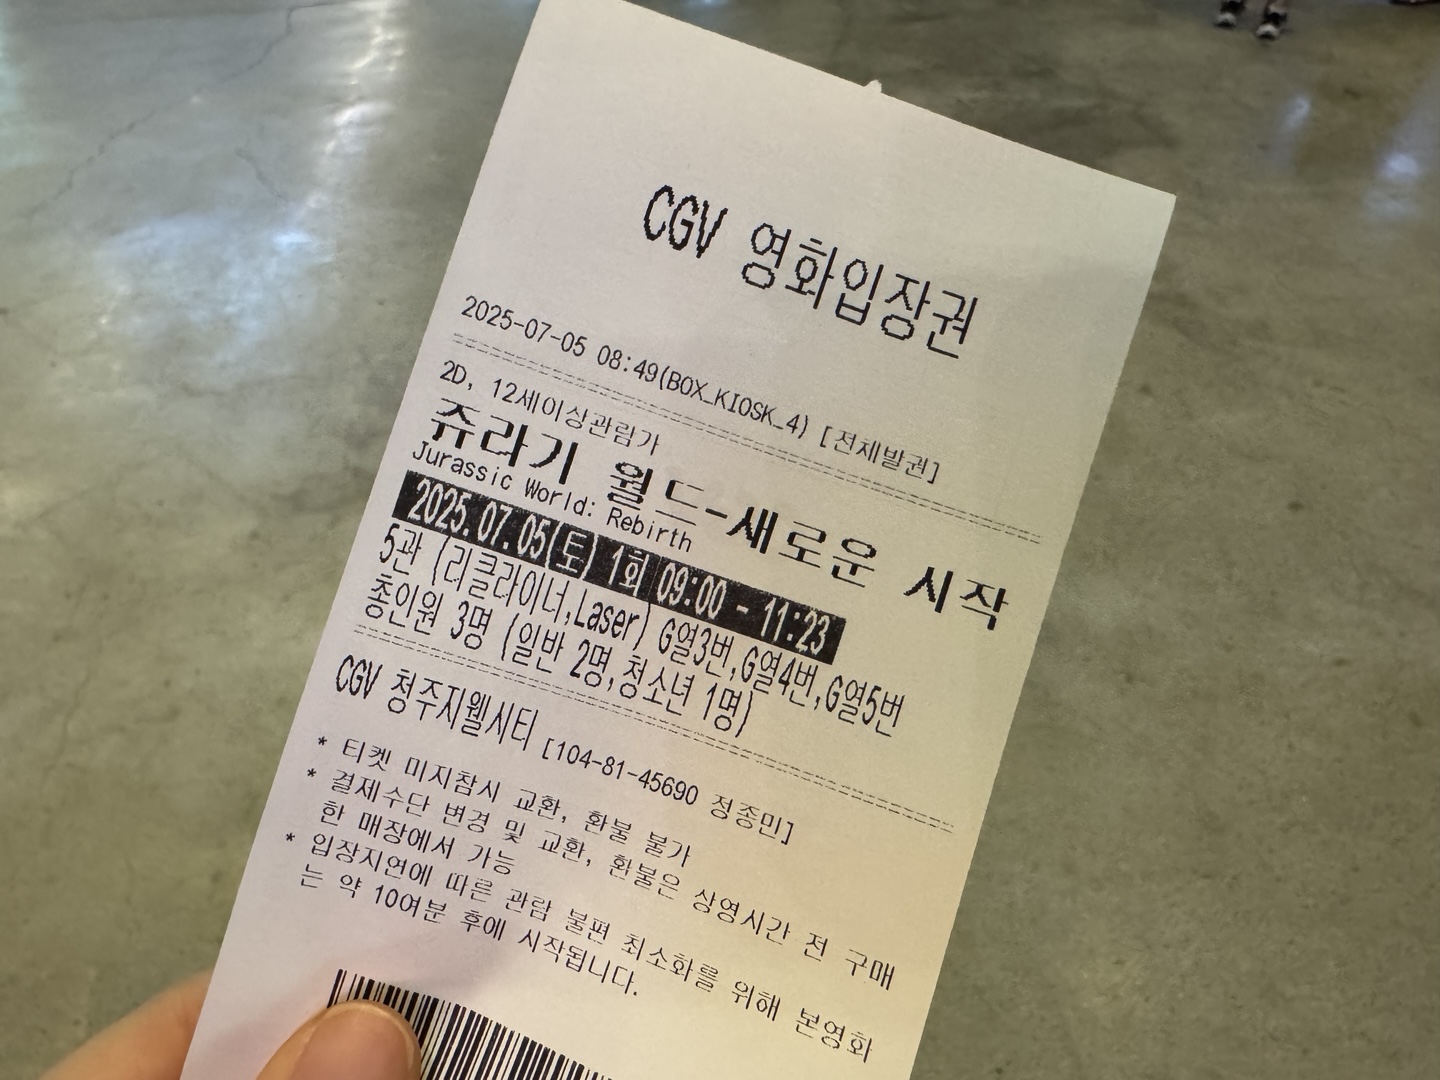 CGV 영화입장권
2025-07-05 08:49(BOX_KIOSK_4) [전체발권]
2D, 12세이상관람가
쥬라기 월드-새로운 시작
Jurassic World: Rebirth
2025.07.05(토) 1회 09:00 - 11:23
5관 (리클라이너,Laser) G열3번,G열4번,G열5번
총인원 3명 (일반 2명,청소년 1명)
CGV 청주지웰시티 [104-81-45690 정종민]
* 티켓 미지참시 교환, 환불 불가
* 결제수단 변경 및 교환, 환불은 상영시간 전 구매
한 매장에서 가능
* 입장지연에 따른 관람 불편 최소화를 위해 본영화
는 약 10여분 후에 시작됩니다.